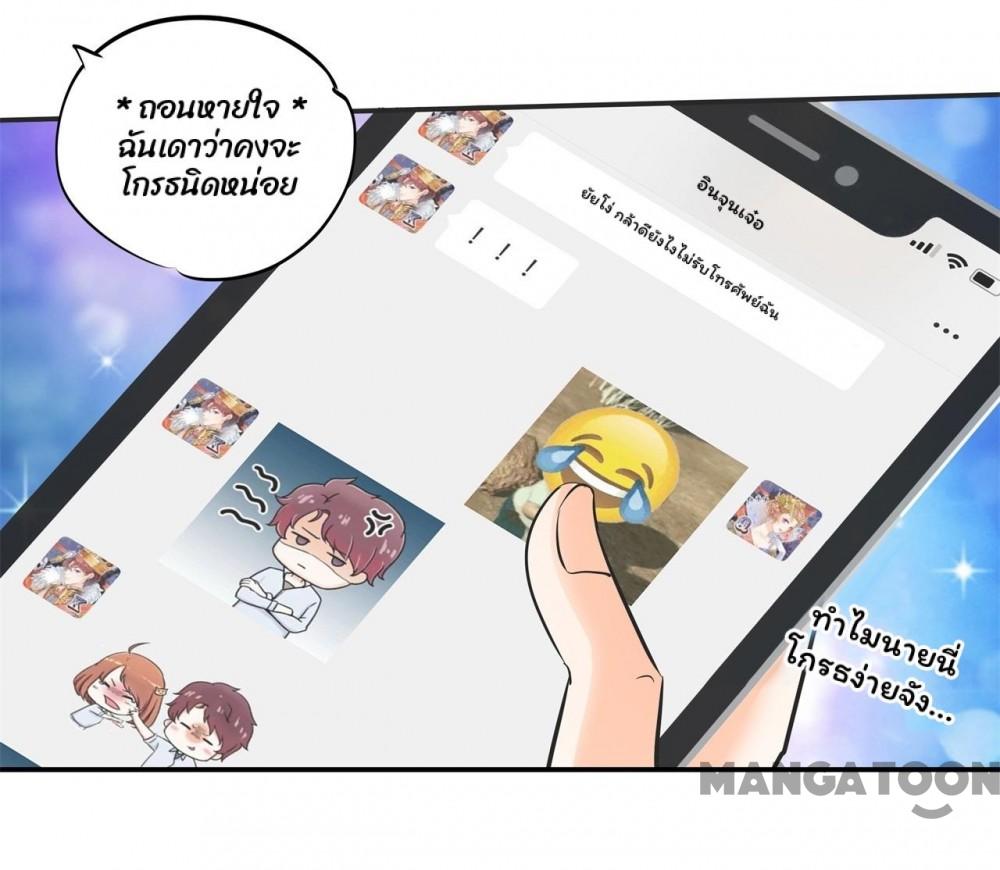 * ถอนหายใจ *
ฉันเดาว่าคงจะ
โกรธนิดหน่อย
อินจุนเจ๋อ
ยัยโง่ กล้าดียังไงไม่รับโทรศัพย์ฉัน
! ! !
ทำไมนายนี่
โกรธง่ายจัง...
MANGATOON